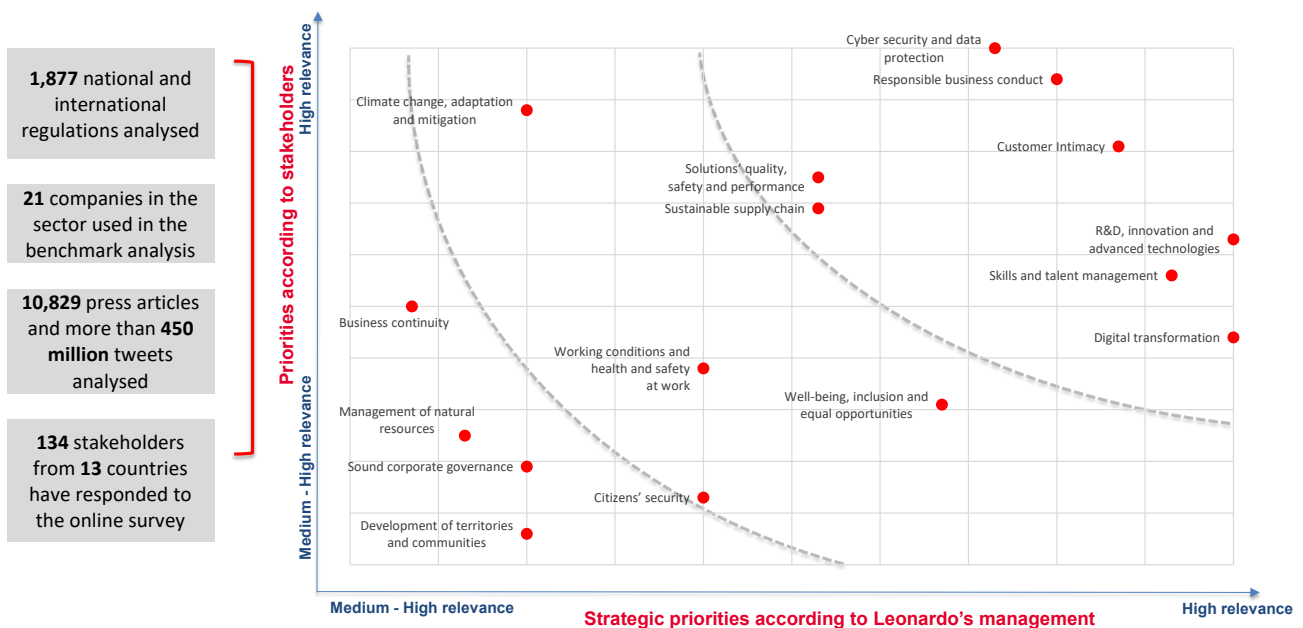 1,877 national and
international
regulations analysed
21 companies in the
sector used in the
benchmark analysis
10,829 press articles
and more than 450
million tweets
analysed
134 stakeholders
from 13 countries
have responded to
the online survey
Priorities according to stakeholders
High relevance
Medium - High relevance
Cyber security and data
protection
Responsible business conduct
Climate change, adaptation
and mitigation
Customer Intimacy
Solutions’ quality,
safety and performance
Sustainable supply chain
R&D, innovation and
advanced technologies
Skills and talent management
Business continuity
Digital transformation
Working conditions and
health and safety
at work
Well-being, inclusion and
equal opportunities
Management of natural
resources
Sound corporate governance
Citizens’ security
Development of territories
and communities
Medium - High relevance
Strategic priorities according to Leonardo’s management
High relevance